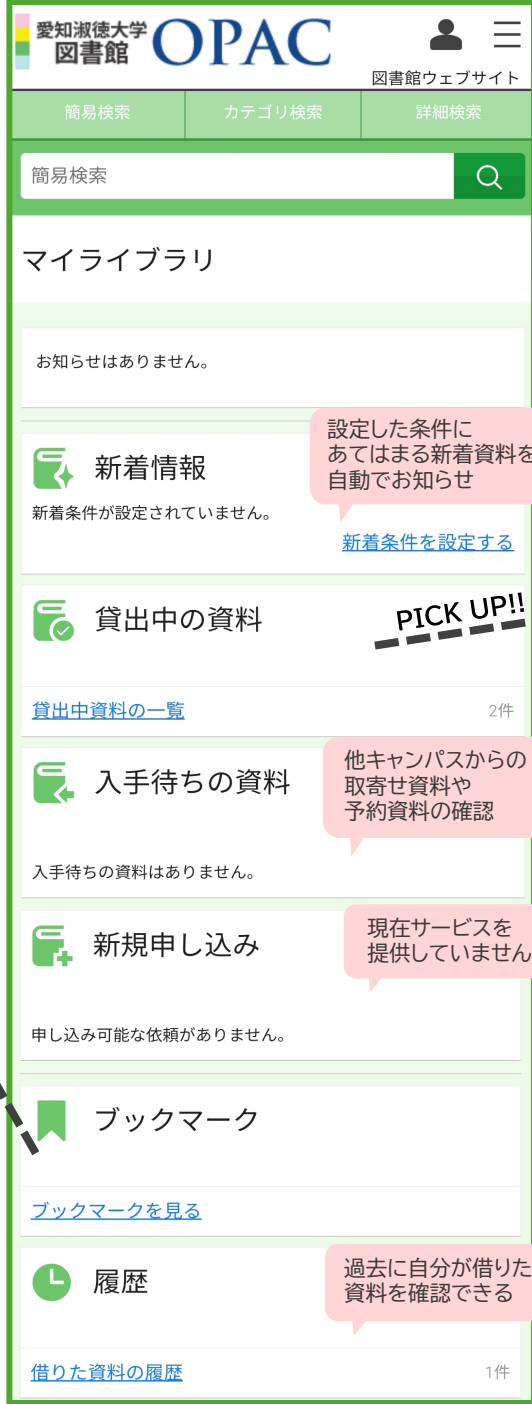 愛知淑徳大学
図書館
OPAC
図書館ウェブサイト
簡易検索
カテゴリ検索
詳細検索
簡易検索
マイライブラリ
お知らせはありません。
設定した条件に
あてはまる新着資料を
自動でお知らせ
新着情報
新着条件が設定されていません。
新着条件を設定する
貸出中の資料
PICK UP!!
貸出中資料の一覧
2件
他キャンパスからの
取寄せ資料や
予約資料の確認
入手待ちの資料
入手待ちの資料はありません。
現在サービスを
提供していません
新規申し込み
申し込み可能な依頼がありません。
ブックマーク
ブックマークを見る
過去に自分が借りた
資料を確認できる
履歴
借りた資料の履歴
1件